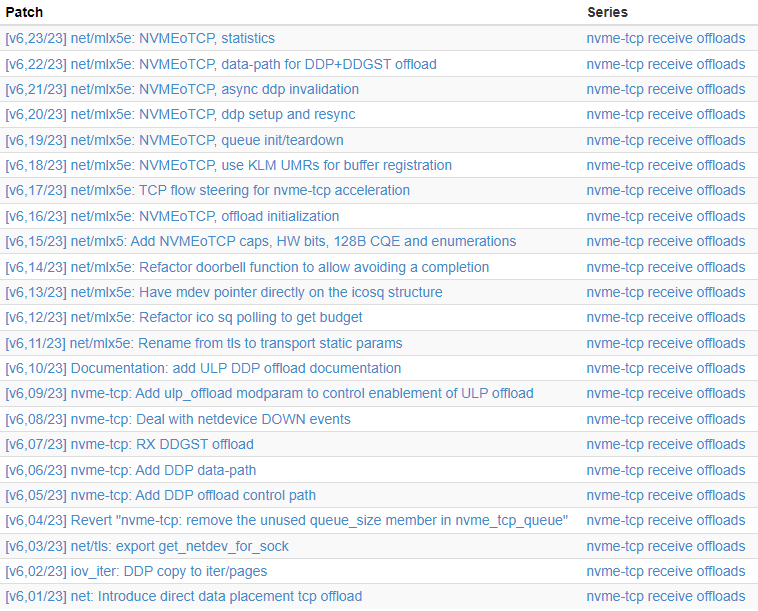 Patch Series
[v6,23/23] net/mlx5e: NVMEoTCP, statistics nvme-tcp receive offloads
[v6,22/23] net/mlx5e: NVMEoTCP, data-path for DDP+DDGST offload nvme-tcp receive offloads
[v6,21/23] net/mlx5e: NVMEoTCP, async ddp invalidation nvme-tcp receive offloads
[v6,20/23] net/mlx5e: NVMEoTCP, ddp setup and resync nvme-tcp receive offloads
[v6,19/23] net/mlx5e: NVMEoTCP, queue init/teardown nvme-tcp receive offloads
[v6,18/23] net/mlx5e: NVMEoTCP, use KLM UMRs for buffer registration nvme-tcp receive offloads
[v6,17/23] net/mlx5e: TCP flow steering for nvme-tcp acceleration nvme-tcp receive offloads
[v6,16/23] net/mlx5e: NVMEoTCP, offload initialization nvme-tcp receive offloads
[v6,15/23] net/mlx5: Add NVMEoTCP caps, HW bits, 128B CQE and enumerations nvme-tcp receive offloads
[v6,14/23] net/mlx5e: Refactor doorbell function to allow avoiding a completion nvme-tcp receive offloads
[v6,13/23] net/mlx5e: Have mdev pointer directly on the icosq structure nvme-tcp receive offloads
[v6,12/23] net/mlx5e: Refactor ico sq polling to get budget nvme-tcp receive offloads
[v6,11/23] net/mlx5e: Rename from tls to transport static params nvme-tcp receive offloads
[v6,10/23] Documentation: add ULP DDP offload documentation nvme-tcp receive offloads
[v6,09/23] nvme-tcp: Add ulp_offload modparam to control enablement of ULP offload nvme-tcp receive offloads
[v6,08/23] nvme-tcp: Deal with netdevice DOWN events nvme-tcp receive offloads
[v6,07/23] nvme-tcp: RX DDGST offload nvme-tcp receive offloads
[v6,06/23] nvme-tcp: Add DDP data-path nvme-tcp receive offloads
[v6,05/23] nvme-tcp: Add DDP offload control path nvme-tcp receive offloads
[v6,04/23] Revert "nvme-tcp: remove the unused queue_size member in nvme_tcp_queue" nvme-tcp receive offloads
[v6,03/23] net/tls: export get_netdev_for_sock nvme-tcp receive offloads
[v6,02/23] iov_iter: DDP copy to iter/pages nvme-tcp receive offloads
[v6,01/23] net: Introduce direct data placement tcp offload nvme-tcp receive offloads